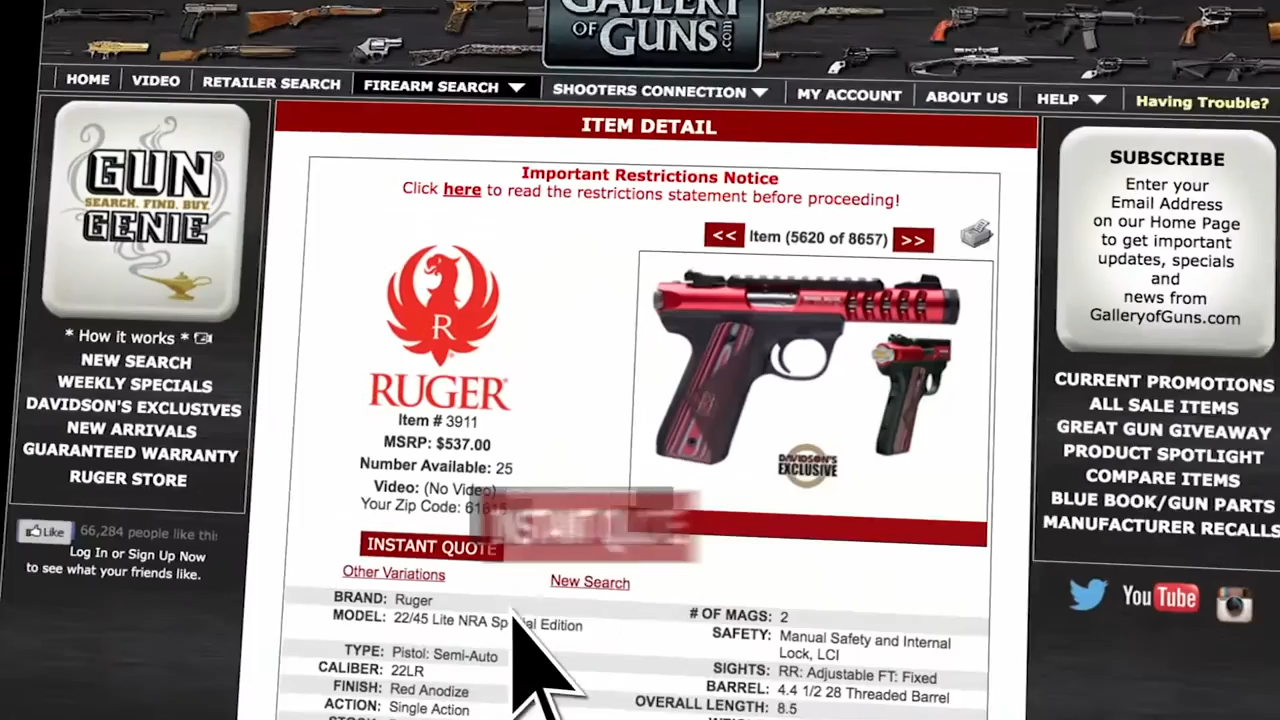 GALLERY
OF GUNS.com
HOME
VIDEO
RETAILER SEARCH
FIREARM SEARCH
SHOOTERS CONNECTION
MY ACCOUNT
ABOUT US
HELP
Having Trouble?
GUN®
SEARCH. FIND. BUY.
GENIE
* How it works *
NEW SEARCH
WEEKLY SPECIALS
DAVIDSON'S EXCLUSIVES
NEW ARRIVALS
GUARANTEED WARRANTY
RUGER STORE
Like 66,284 people like this
Log In or Sign Up Now
to see what your friends like.
ITEM DETAIL
Important Restrictions Notice
Click here to read the restrictions statement before proceeding!
<< Item (5620 of 8657) >>
R
RUGER®
Item # 3911
MSRP: $537.00
Number Available: 25
Video: (No Video)
Your Zip Code:
INSTANT QUOTE
DAVIDSON'S
EXCLUSIVE
Other Variations
New Search
BRAND: Ruger
MODEL: 22/45 Lite NRA Special Edition
TYPE: Pistol: Semi-Auto
CALIBER: 22LR
FINISH: Red Anodize
ACTION: Single Action
# OF MAGS: 2
SAFETY: Manual Safety and Internal
Lock, LCI
SIGHTS: RR: Adjustable FT: Fixed
BARREL: 4.4 1/2 28 Threaded Barrel
OVERALL LENGTH: 8.5
SUBSCRIBE
Enter your
Email Address
on our Home Page
to get important
updates, specials
and
news from
GalleryofGuns.com
CURRENT PROMOTIONS
ALL SALE ITEMS
GREAT GUN GIVEAWAY
PRODUCT SPOTLIGHT
COMPARE ITEMS
BLUE BOOK/GUN PARTS
MANUFACTURER RECALLS
YouTube